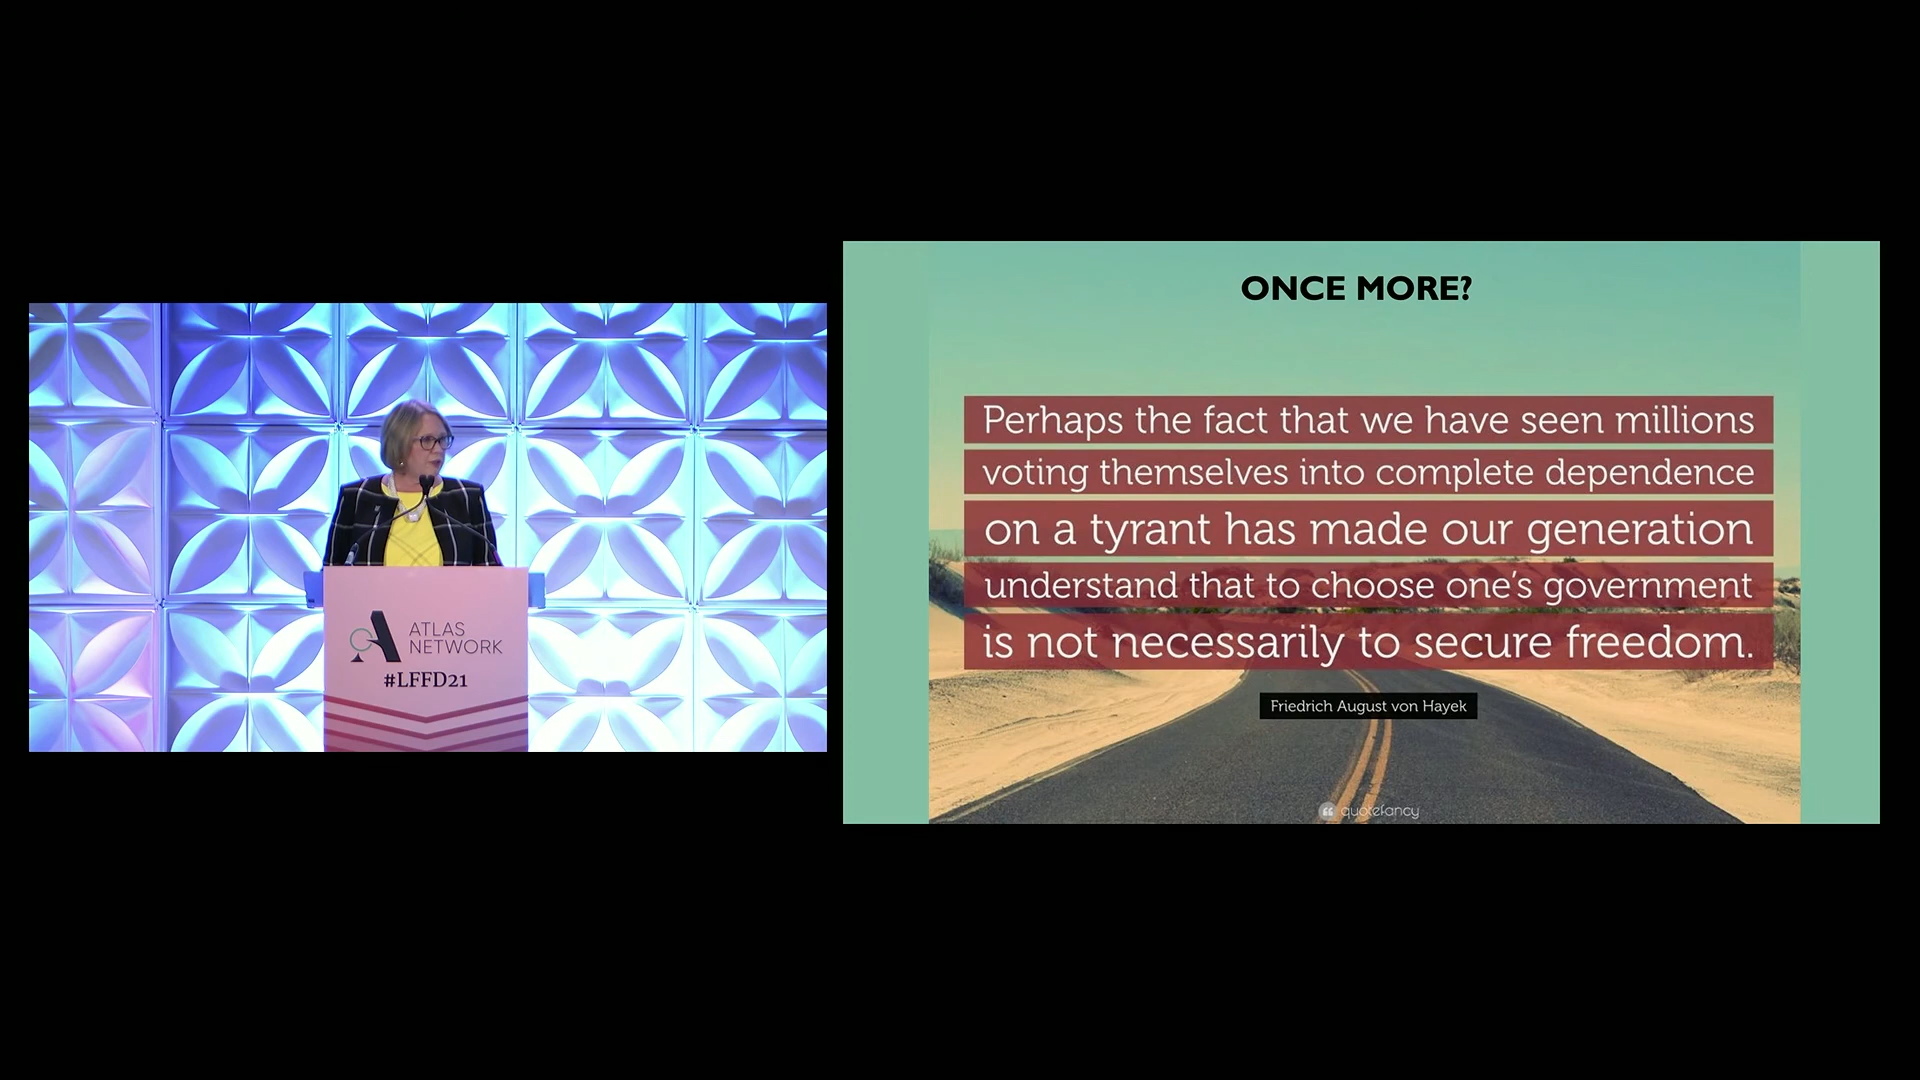 ATLAS
NETWORK
#LFFD21
ONCE MORE?
Perhaps the fact that we have seen millions
voting themselves into complete dependence
on a tyrant has made our generation
understand that to choose one's government
is not necessarily to secure freedom.
Friedrich August von Hayek
quotefancy